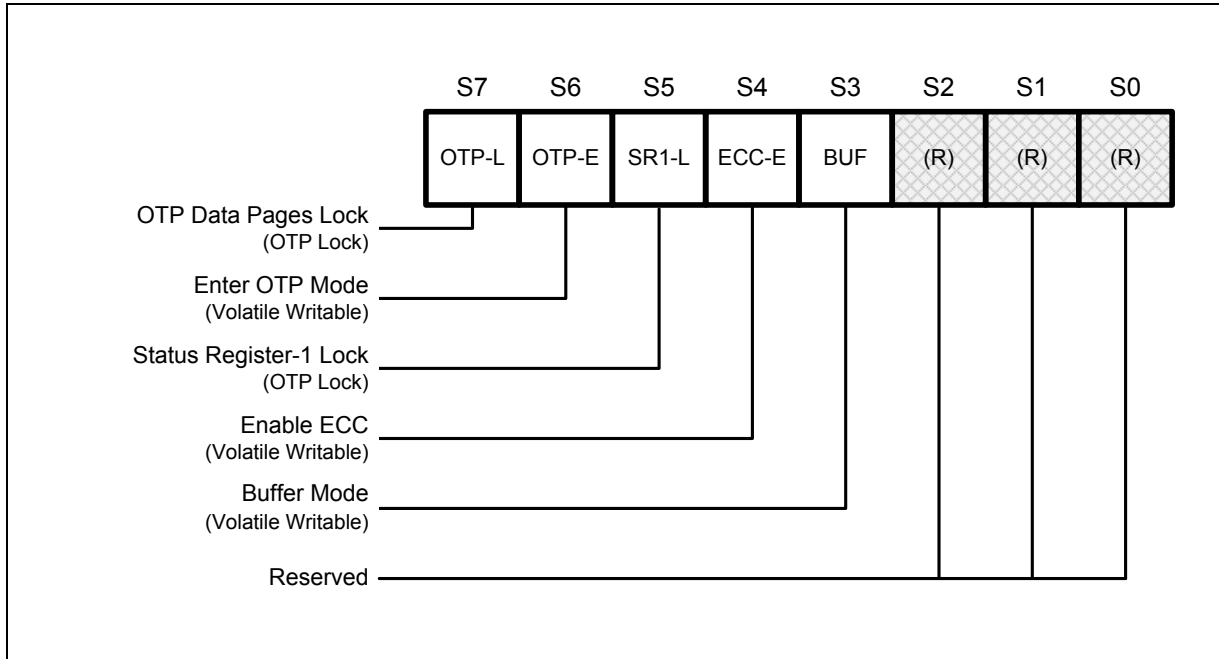 S7 S6 S5 S4 S3 S2 S1 S0
OTP-L OTP-E SR1-L ECC-E BUF (R) (R) (R)
OTP Data Pages Lock
(OTP Lock)
Enter OTP Mode
(Volatile Writable)
Status Register-1 Lock
(OTP Lock)
Enable ECC
(Volatile Writable)
Buffer Mode
(Volatile Writable)
Reserved